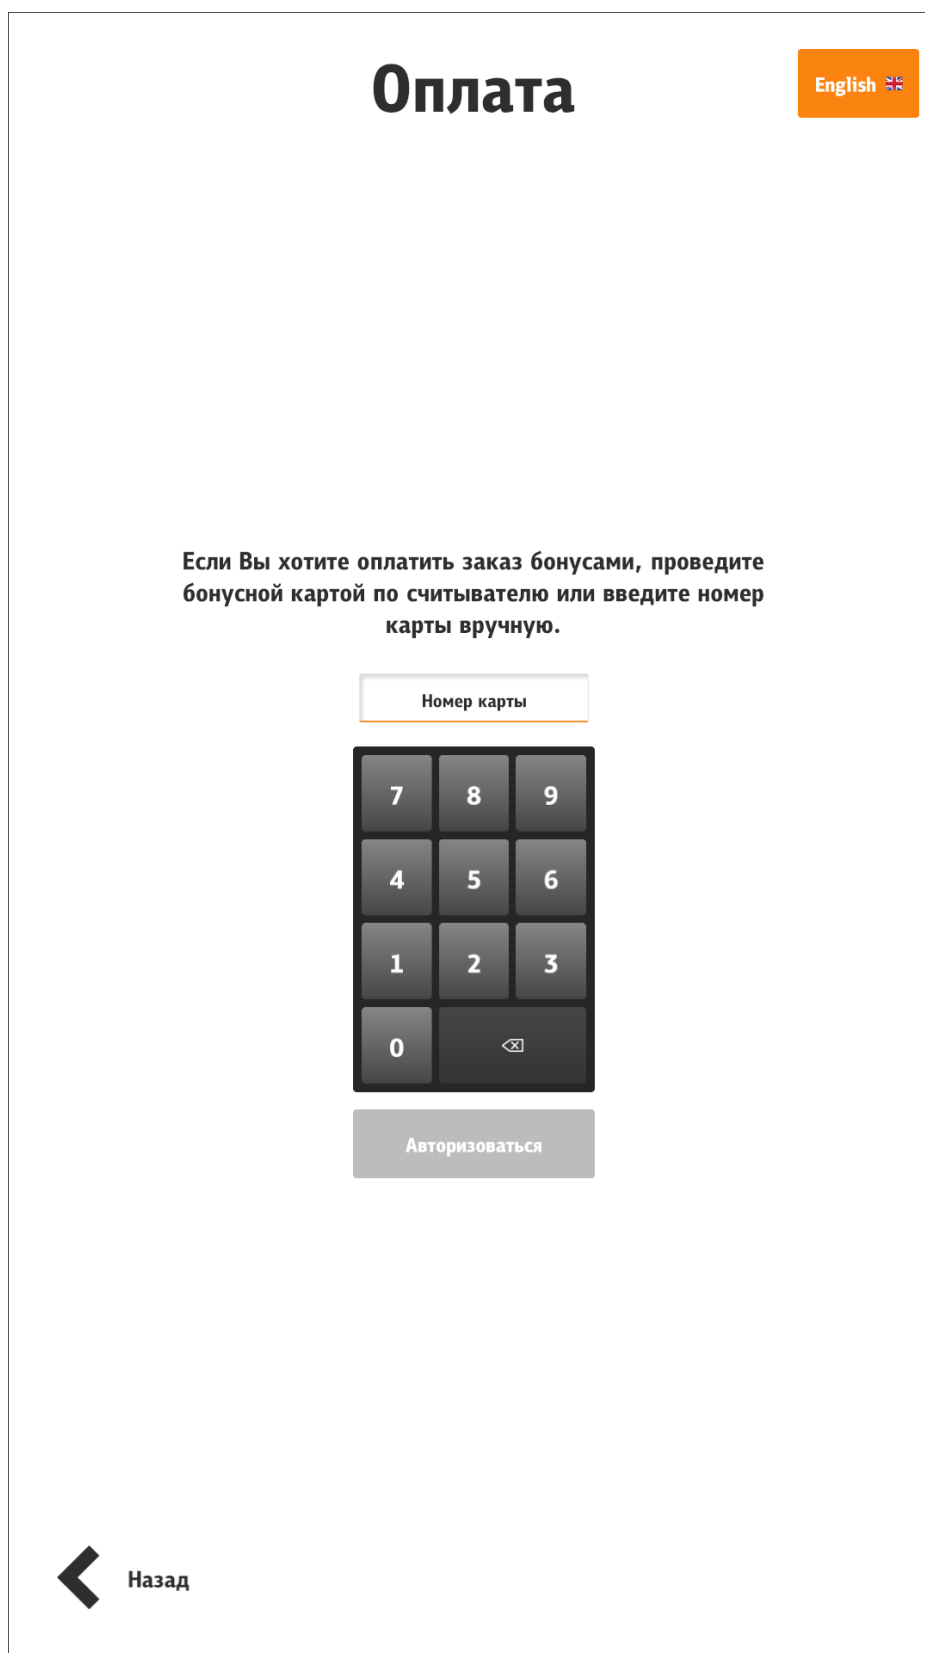 Оплата
English
Если Вы хотите оплатить заказ бонусами, проведите
бонусной картой по считывателю или введите номер
карты вручную.
Номер карты
7 8 9
4 5 6
1 2 3
0
Авторизоваться
Назад